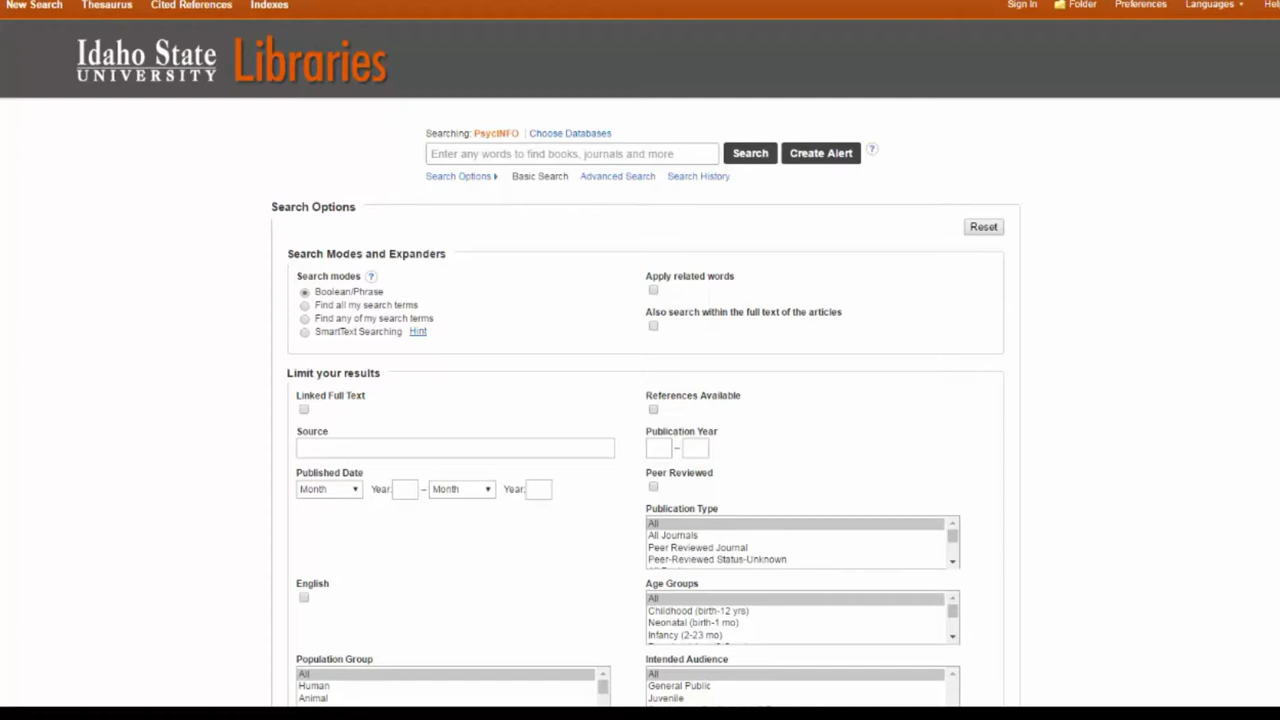 New Search Thesaurus Cited References Indexes Sign In Folder Preferences Languages
Idaho State UNIVERSITY Libraries
Searching: PsycINFO Choose Databases
Enter any words to find books, journals and more Search Create Alert ?
Search Options Basic Search Advanced Search Search History
Search Options
Reset
Search Modes and Expanders
Search modes ? Apply related words
Boolean/Phrase
Find all my search terms
Also search within the full text of the articles
Find any of my search terms
SmartText Searching Hint
Limit your results
Linked Full Text References Available
Source Publication Year
–
Published Date Peer Reviewed
Month Year – Month Year
Publication Type
All
All Journals
Peer Reviewed Journal
Peer-Reviewed Status-Unknown
English Age Groups
All
Childhood (birth-12 yrs)
Neonatal (birth-1 mo)
Infancy (2-23 mo)
Population Group Intended Audience
All All
Human General Public
Animal Juvenile